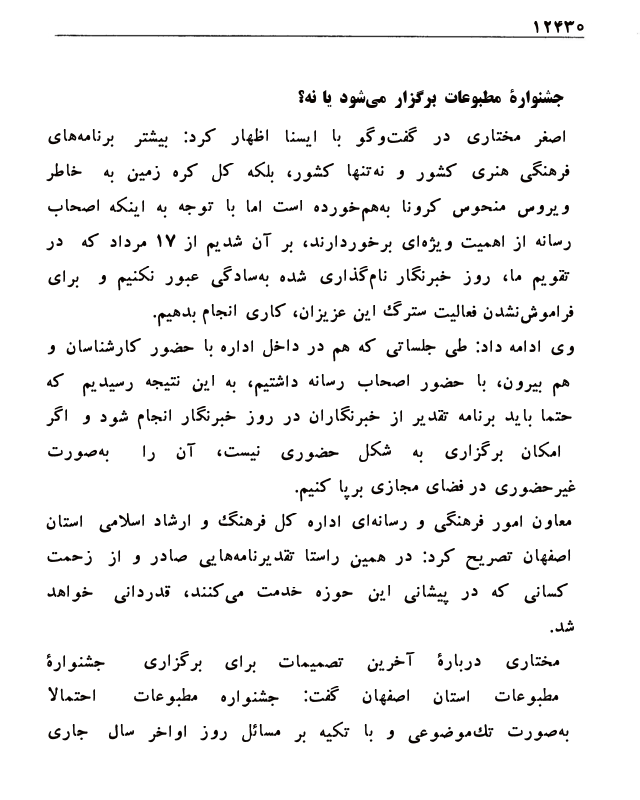 ۱۲۴۳۰
جشنوارهٔ مطبوعات برگزار می‌شود یا نه؟
اصغر مختاری در گفت‌وگو با ایسنا اظهار کرد: بیشتر برنامه‌های
فرهنگی هنری کشور و نه‌تنها کشور، بلکه کل کره زمین به خاطر
ویروس منحوس کرونا به‌هم‌خورده است اما با توجه به اینکه اصحاب
رسانه از اهمیت ویژه‌ای برخوردارند، بر آن شدیم از ۱۷ مرداد که در
تقویم ما، روز خبرنگار نام‌گذاری شده به‌سادگی عبور نکنیم و برای
فراموش‌نشدن فعالیت سترگ این عزیزان، کاری انجام بدهیم.
وی ادامه داد: طی جلساتی که هم در داخل اداره با حضور کارشناسان و
هم بیرون، با حضور اصحاب رسانه داشتیم، به این نتیجه رسیدیم که
حتما باید برنامه تقدیر از خبرنگاران در روز خبرنگار انجام شود و اگر
امکان برگزاری به شکل حضوری نیست، آن را به‌صورت
غیرحضوری در فضای مجازی برپا کنیم.
معاون امور فرهنگی و رسانه‌ای اداره کل فرهنگ و ارشاد اسلامی استان
اصفهان تصریح کرد: در همین راستا تقدیرنامه‌هایی صادر و از زحمت
کسانی که در پیشانی این حوزه خدمت می‌کنند، قدردانی خواهد
شد.
مختاری دربارهٔ آخرین تصمیمات برای برگزاری جشنوارهٔ
مطبوعات استان اصفهان گفت: جشنواره مطبوعات احتمالا
به‌صورت تک‌موضوعی و با تکیه بر مسائل روز اواخر سال جاری